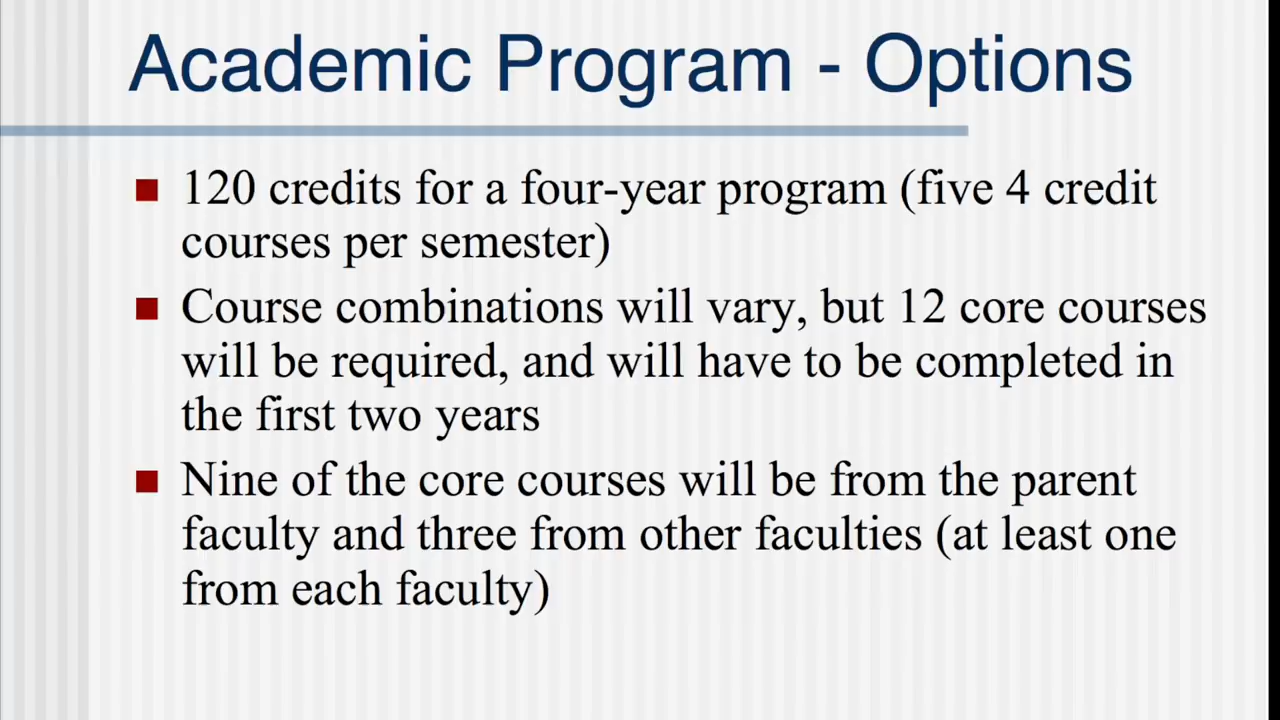 Academic Program - Options
120 credits for a four-year program (five 4 credit
courses per semester)
Course combinations will vary, but 12 core courses
will be required, and will have to be completed in
the first two years
Nine of the core courses will be from the parent
faculty and three from other faculties (at least one
from each faculty)